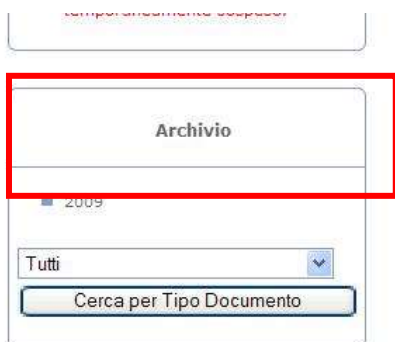 temporaneamente sospeso.
Archivio
2009
Tutti
Cerca per Tipo Documento